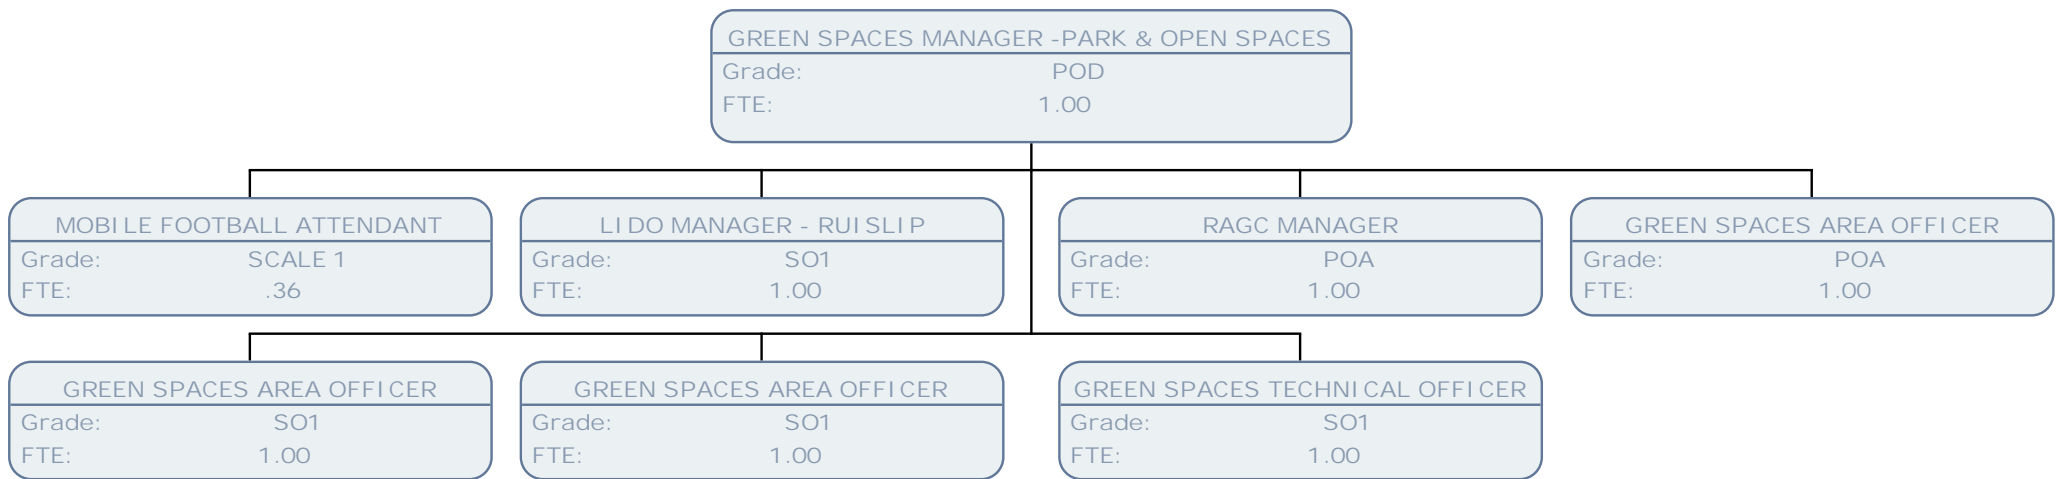 GREEN SPACES MANAGER -PARK & OPEN SPACES
Grade: POD
FTE: 1.00
MOBILE FOOTBALL ATTENDANT
Grade: SCALE 1
FTE: .36
LIDO MANAGER - RUISLIP
Grade: SO1
FTE: 1.00
RAGC MANAGER
Grade: POA
FTE: 1.00
GREEN SPACES AREA OFFICER
Grade: POA
FTE: 1.00
GREEN SPACES AREA OFFICER
Grade: SO1
FTE: 1.00
GREEN SPACES AREA OFFICER
Grade: SO1
FTE: 1.00
GREEN SPACES TECHNICAL OFFICER
Grade: SO1
FTE: 1.00